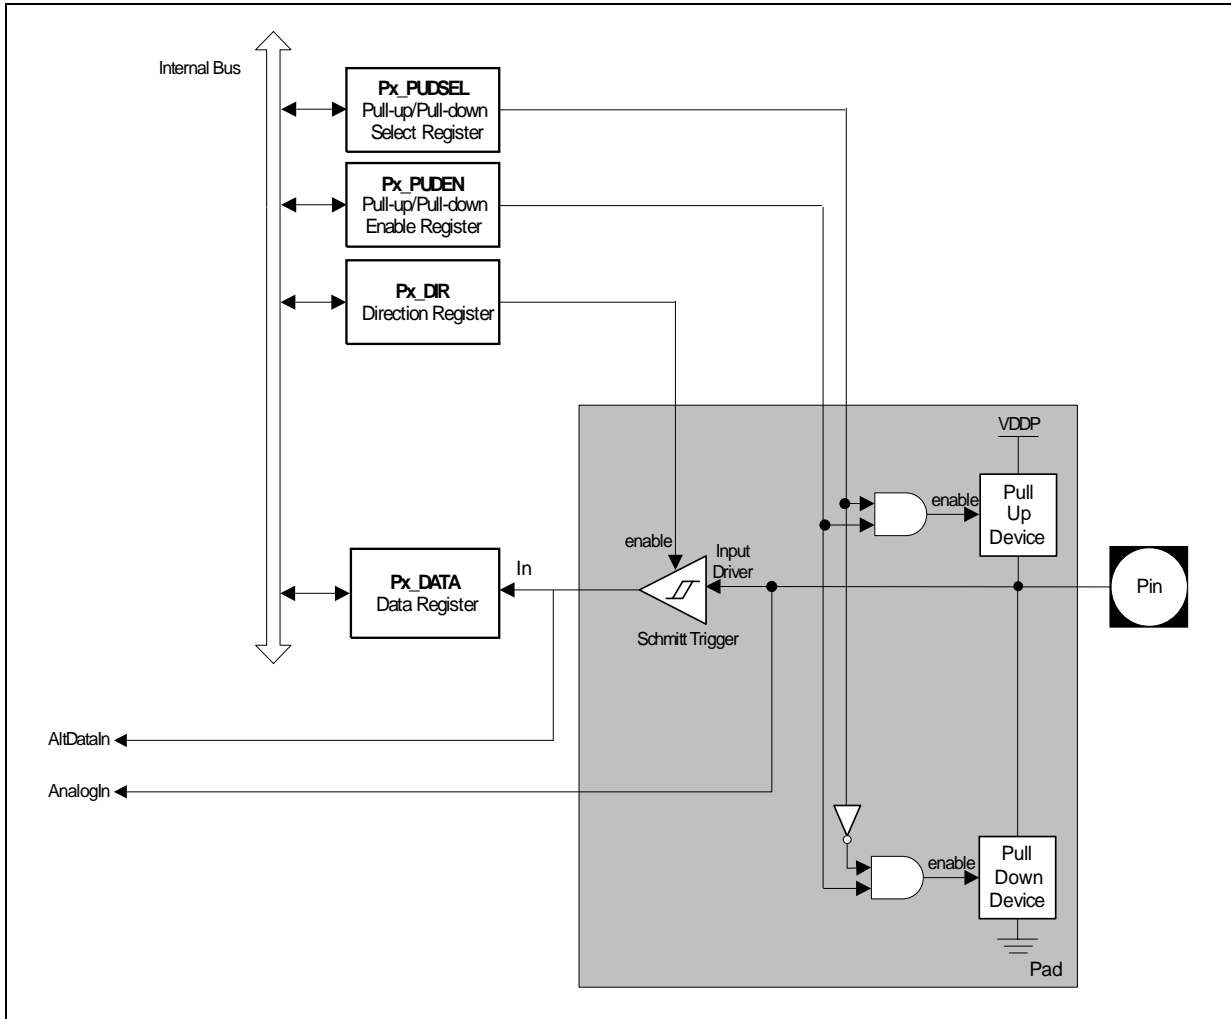 Internal Bus
Px_PUDSEL
Pull-up/Pull-down
Select Register
Px_PUDEN
Pull-up/Pull-down
Enable Register
Px_DIR
Direction Register
VDDP
Pull
Up
Device
enable
enable
Input
Driver
Schmitt Trigger
In
Px_DATA
Data Register
Pin
AltDataIn
AnalogIn
enable
Pull
Down
Device
Pad